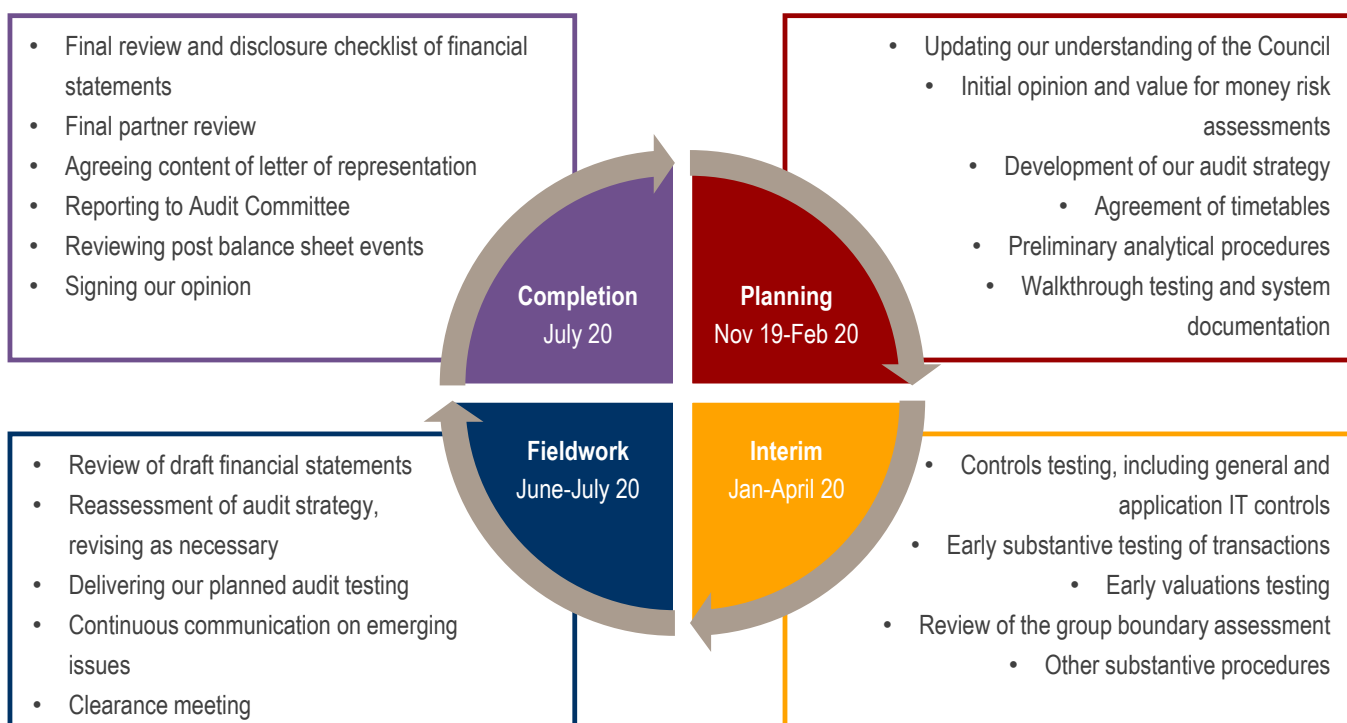 • Final review and disclosure checklist of financial
statements
• Final partner review
• Agreeing content of letter of representation
• Reporting to Audit Committee
• Reviewing post balance sheet events
• Signing our opinion
• Updating our understanding of the Council
• Initial opinion and value for money risk
assessments
• Development of our audit strategy
• Agreement of timetables
• Preliminary analytical procedures
• Walkthrough testing and system
documentation
Completion
July 20
Planning
Nov 19-Feb 20
Fieldwork
June-July 20
Interim
Jan-April 20
• Review of draft financial statements
• Reassessment of audit strategy,
revising as necessary
• Delivering our planned audit testing
• Continuous communication on emerging
issues
• Clearance meeting
• Controls testing, including general and
application IT controls
• Early substantive testing of transactions
• Early valuations testing
• Review of the group boundary assessment
• Other substantive procedures